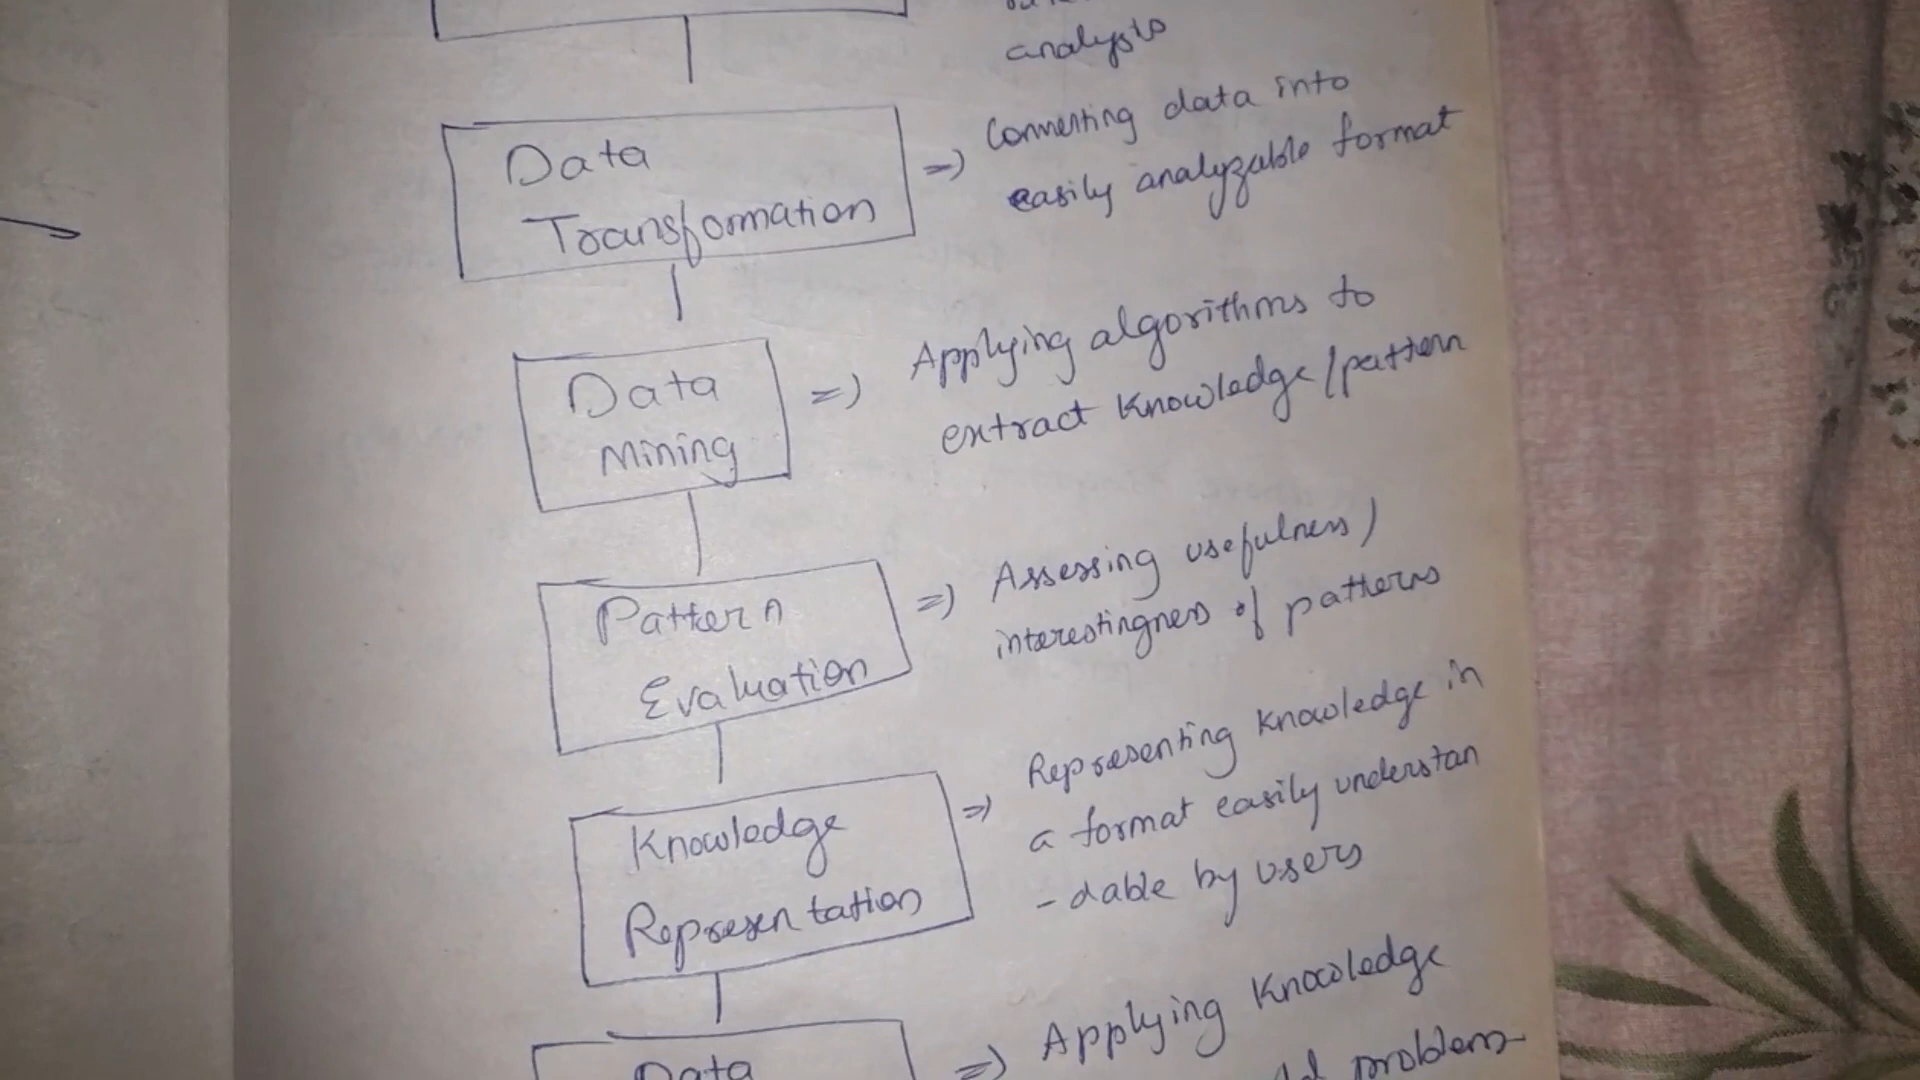 analysis
Data
Transformation
=) Converting data into
easily analyzable format
Data
Mining
=) Applying algorithms to
extract knowledge/pattern
Pattern
Evaluation
=) Assessing usefulness/
interestingness of patterns
Knowledge
Representation
=) Representing knowledge in
a format easily understan
- dable by users
Data
=) Applying knowledge
problems